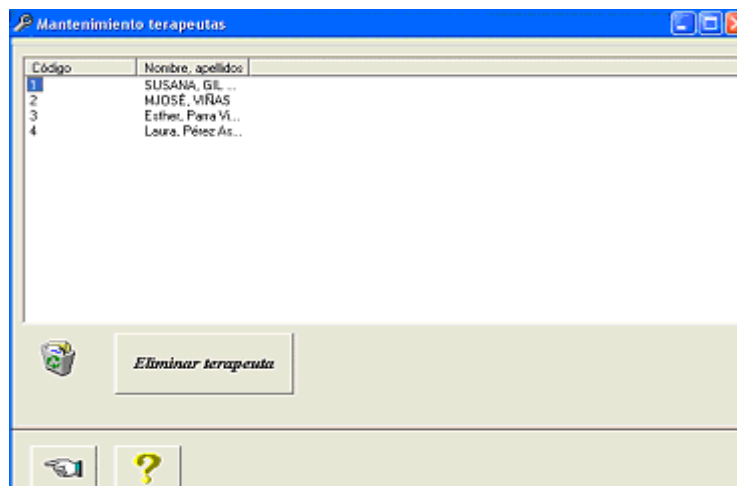 Mantenimiento terapeutas
Código Nombre, apellidos
1 SUSANA, GIL ...
2 MJOSÉ, VIÑAS
3 Esther, Parra Vi...
4 Laura, Pérez As...
Eliminar terapeuta
?